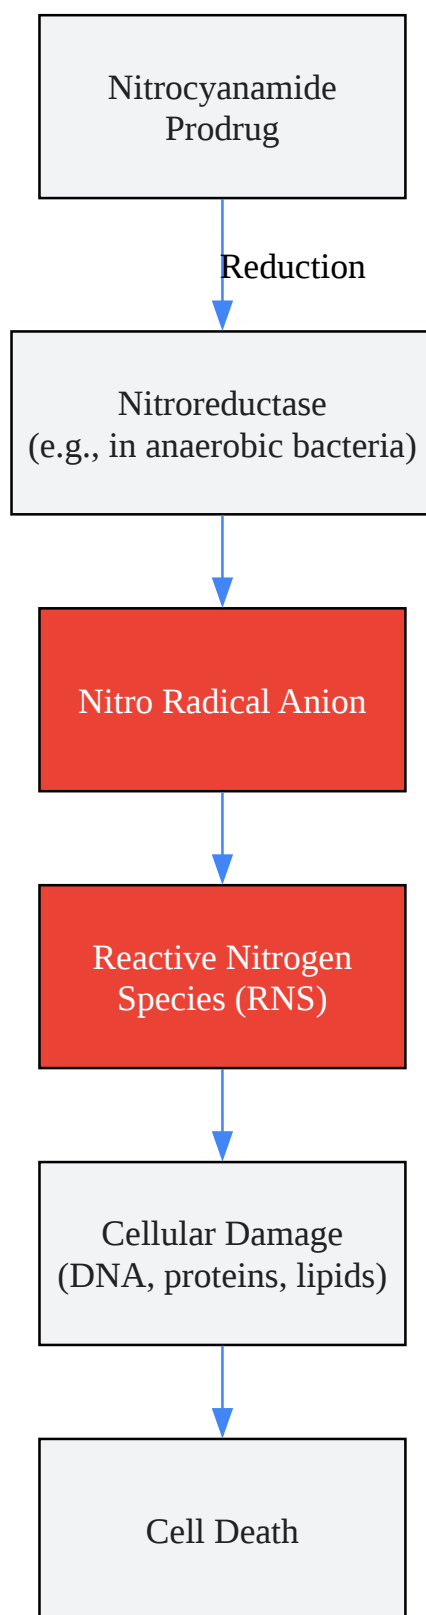 Nitrocyanamide
Prodrug
Reduction
Nitroreductase
(e.g., in anaerobic bacteria)
Nitro Radical Anion
Reactive Nitrogen
Species (RNS)
Cellular Damage
(DNA, proteins, lipids)
Cell Death